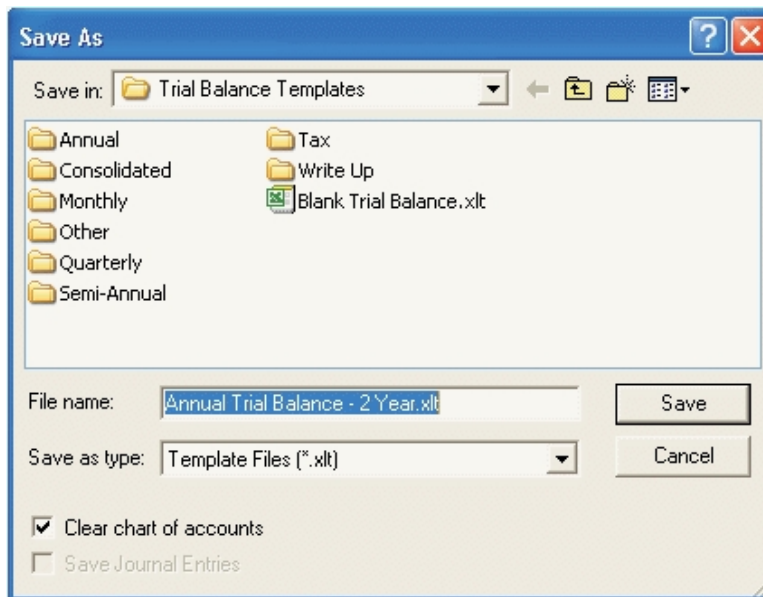 Save As
Save in: Trial Balance Templates
Annual
Consolidated
Monthly
Other
Quarterly
Semi-Annual
Tax
Write Up
Blank Trial Balance.xlt
File name: Annual Trial Balance - 2 Year.xlt
Save
Save as type: Template Files (*.xlt)
Cancel
Clear chart of accounts
Save Journal Entries